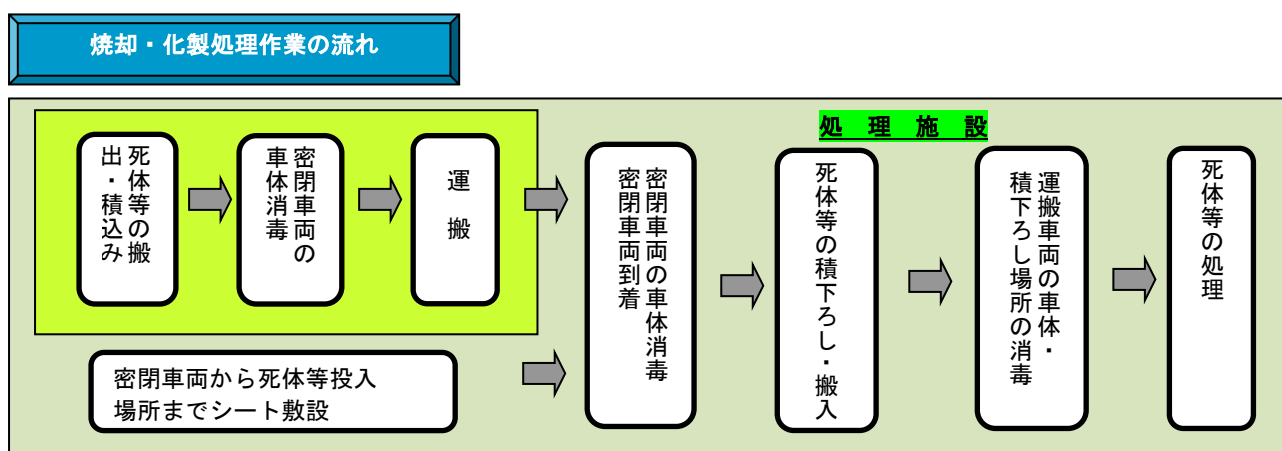 焼却・化製処理作業の流れ
処理施設
死体等の搬
出・積込み
密閉車両の
車体消毒
運搬
密閉車両の車体消毒
密閉車両到着
死体等の積下ろし・搬入
運搬車両の車体・
積下ろし場所の消毒
死体等の処理
密閉車両から死体等投入
場所までシート敷設